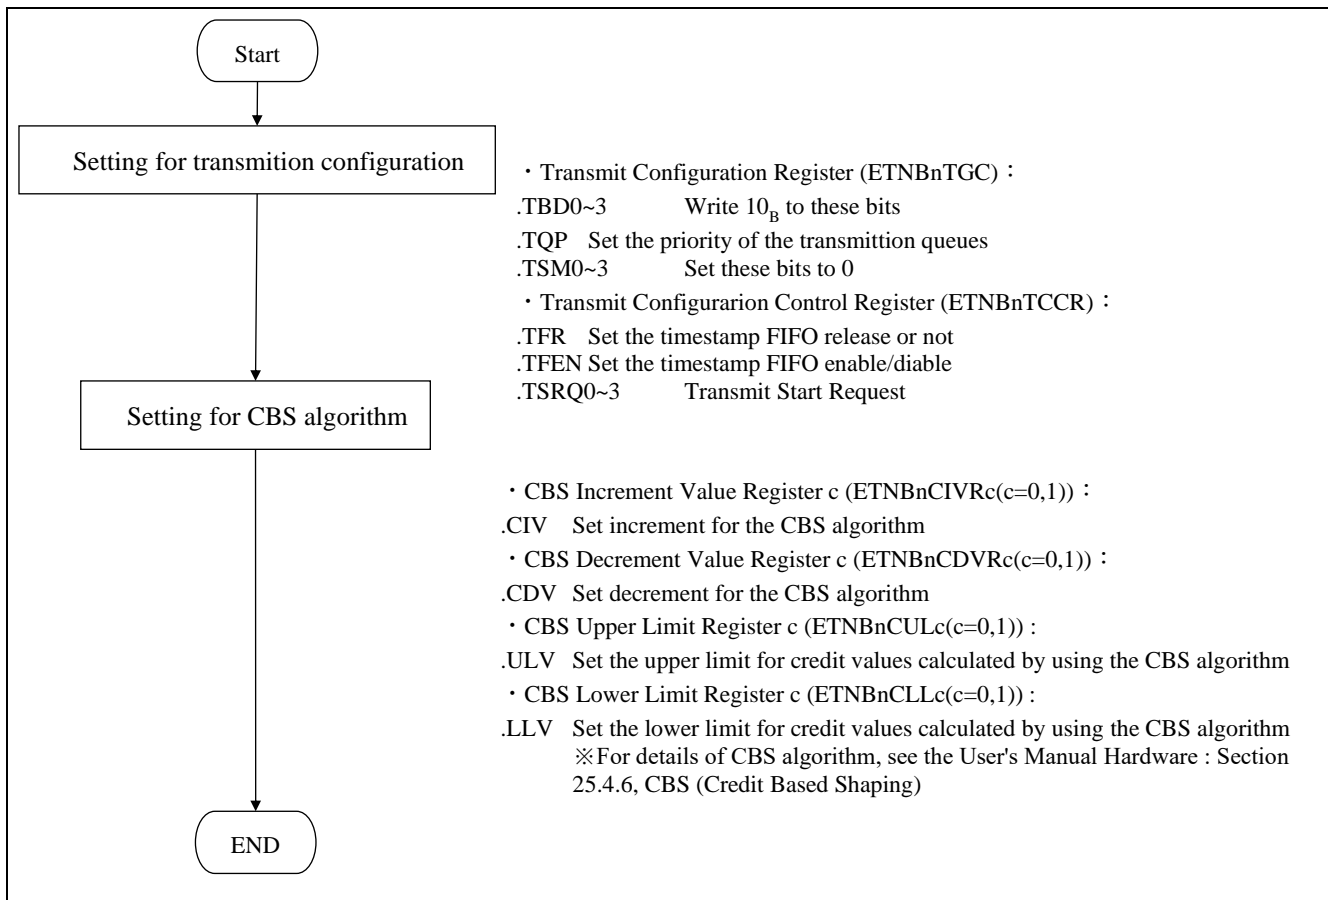 Start
Setting for transmition configuration
・Transmit Configuration Register (ETNBnTGC)：
.TBD0~3 Write 10B to these bits
.TQP Set the priority of the transmittion queues
.TSM0~3 Set these bits to 0
・Transmit Configurarion Control Register (ETNBnTCCR)：
.TFR Set the timestamp FIFO release or not
.TFEN Set the timestamp FIFO enable/diable
.TSRQ0~3 Transmit Start Request
Setting for CBS algorithm
・CBS Increment Value Register c (ETNBnCIVRc(c=0,1))：
.CIV Set increment for the CBS algorithm
・CBS Decrement Value Register c (ETNBnCDVRc(c=0,1))：
.CDV Set decrement for the CBS algorithm
・CBS Upper Limit Register c (ETNBnCULc(c=0,1)) :
.ULV Set the upper limit for credit values calculated by using the CBS algorithm
・CBS Lower Limit Register c (ETNBnCLLc(c=0,1)) :
.LLV Set the lower limit for credit values calculated by using the CBS algorithm
※For details of CBS algorithm, see the User's Manual Hardware : Section
25.4.6, CBS (Credit Based Shaping)
END